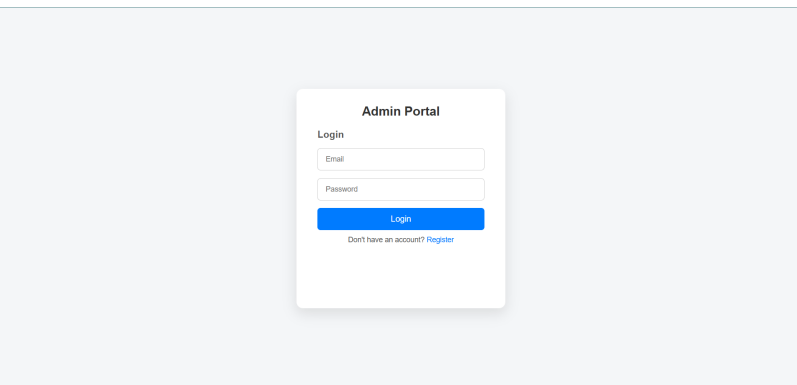 Admin Portal
Login
Email
Password
Login
Don't have an account? Register